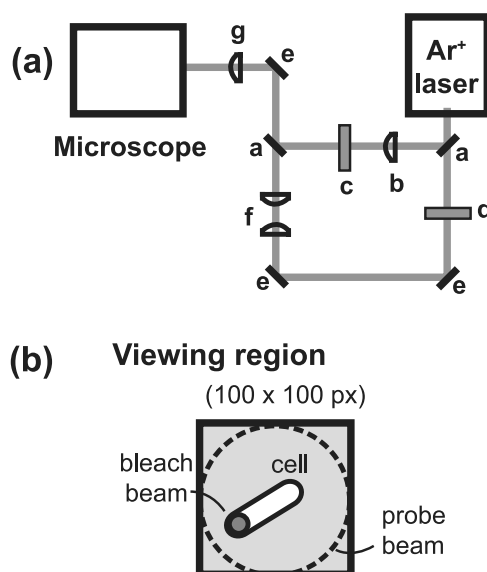 (a)
g
e
Ar+
laser
Microscope
a
a
c
b
f
d
e
e
(b)
Viewing region
(100 x 100 px)
bleach
beam
cell
probe
beam